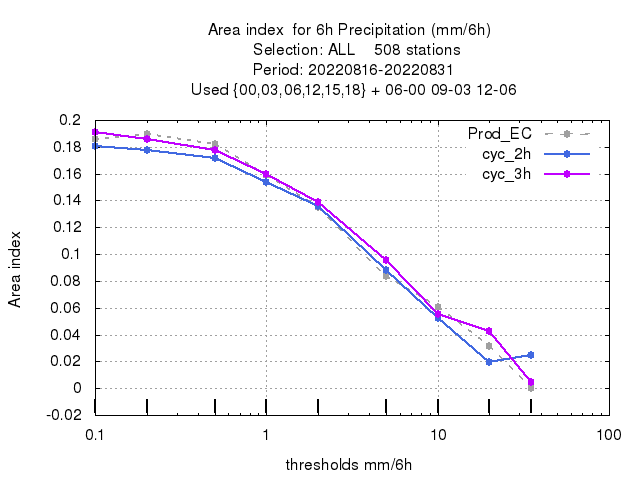 Area index  for 6h Precipitation (mm/6h)
Selection: ALL    508 stations
Period: 20220816-20220831
Used {00,03,06,12,15,18} + 06-00 09-03 12-06
Prod_EC
cyc_2h
cyc_3h
0.2
0.18
0.16
0.14
0.12
0.1
0.08
0.06
0.04
0.02
0
-0.02
Area index
0.1 1 10 100
thresholds mm/6h